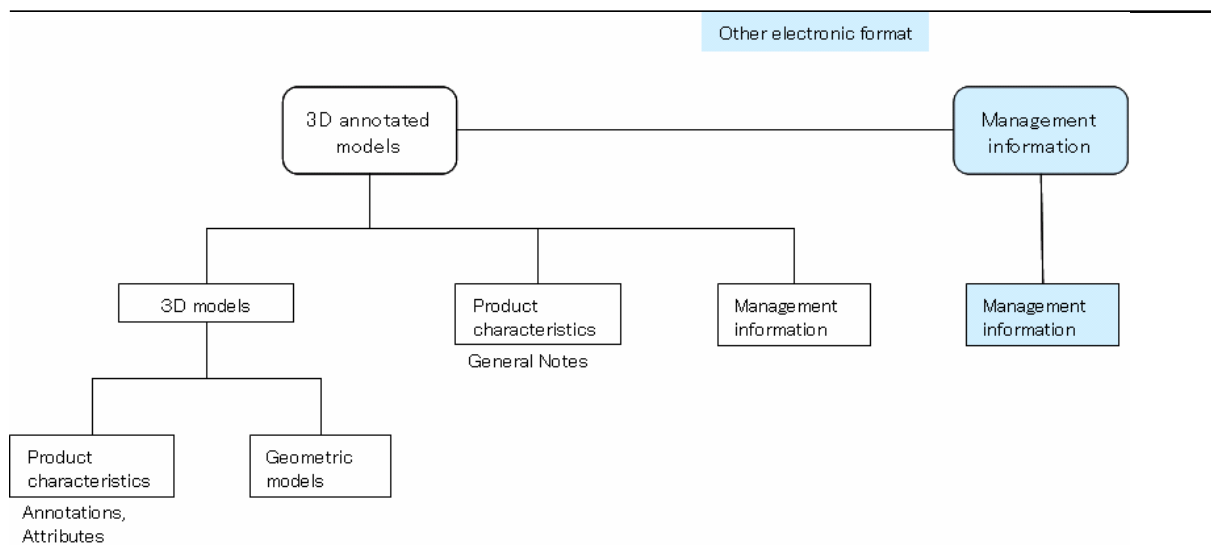 Other electronic format
3D annotated
models
Management
information
3D models
Product
characteristics
General Notes
Management
information
Management
information
Product
characteristics
Annotations,
Attributes
Geometric
models